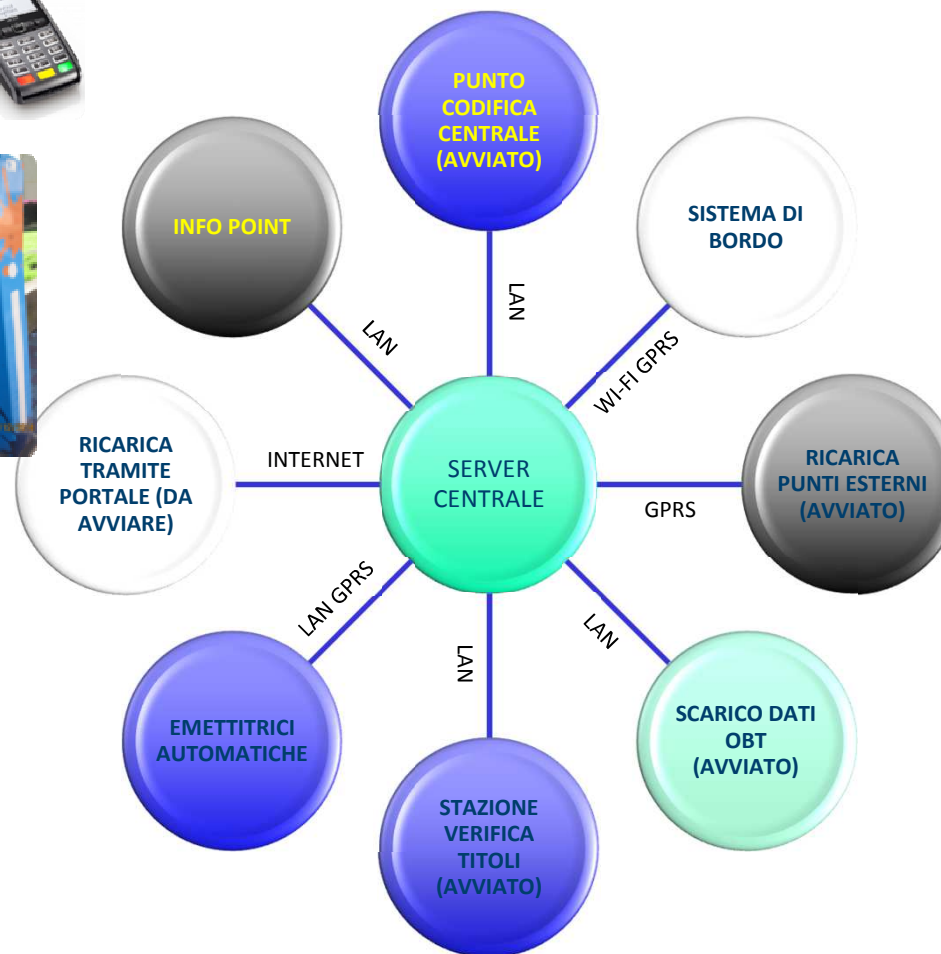 PUNTO
CODIFICA
CENTRALE
(AVVIATO)
INFO POINT
SISTEMA DI
BORDO
LAN
LAN
WI-FI GPRS
RICARICA
TRAMITE
PORTALE (DA
AVVIARE)
INTERNET
SERVER
CENTRALE
GPRS
RICARICA
PUNTI ESTERNI
(AVVIATO)
LAN GPRS
LAN
LAN
EMETTITRICI
AUTOMATICHE
STAZIONE
VERIFICA
TITOLI
(AVVIATO)
SCARICO DATI
OBT
(AVVIATO)